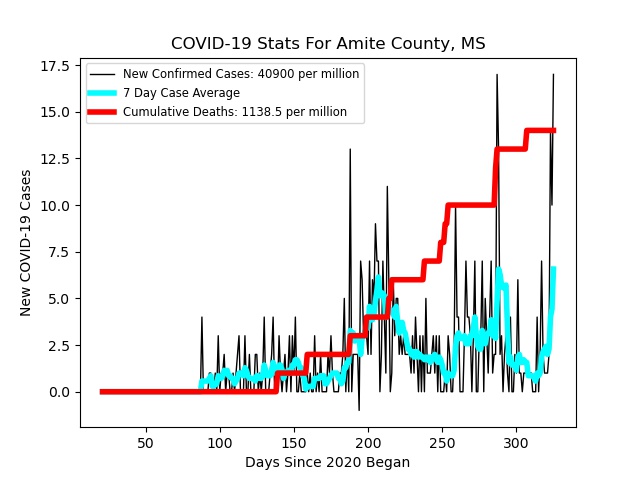 COVID-19 Stats For Amite County, MS
New Confirmed Cases: 40900 per million
7 Day Case Average
Cumulative Deaths: 1138.5 per million
17.5
15.0
12.5
10.0
7.5
5.0
2.5
0.0
New COVID-19 Cases
50 100 150 200 250 300
Days Since 2020 Began